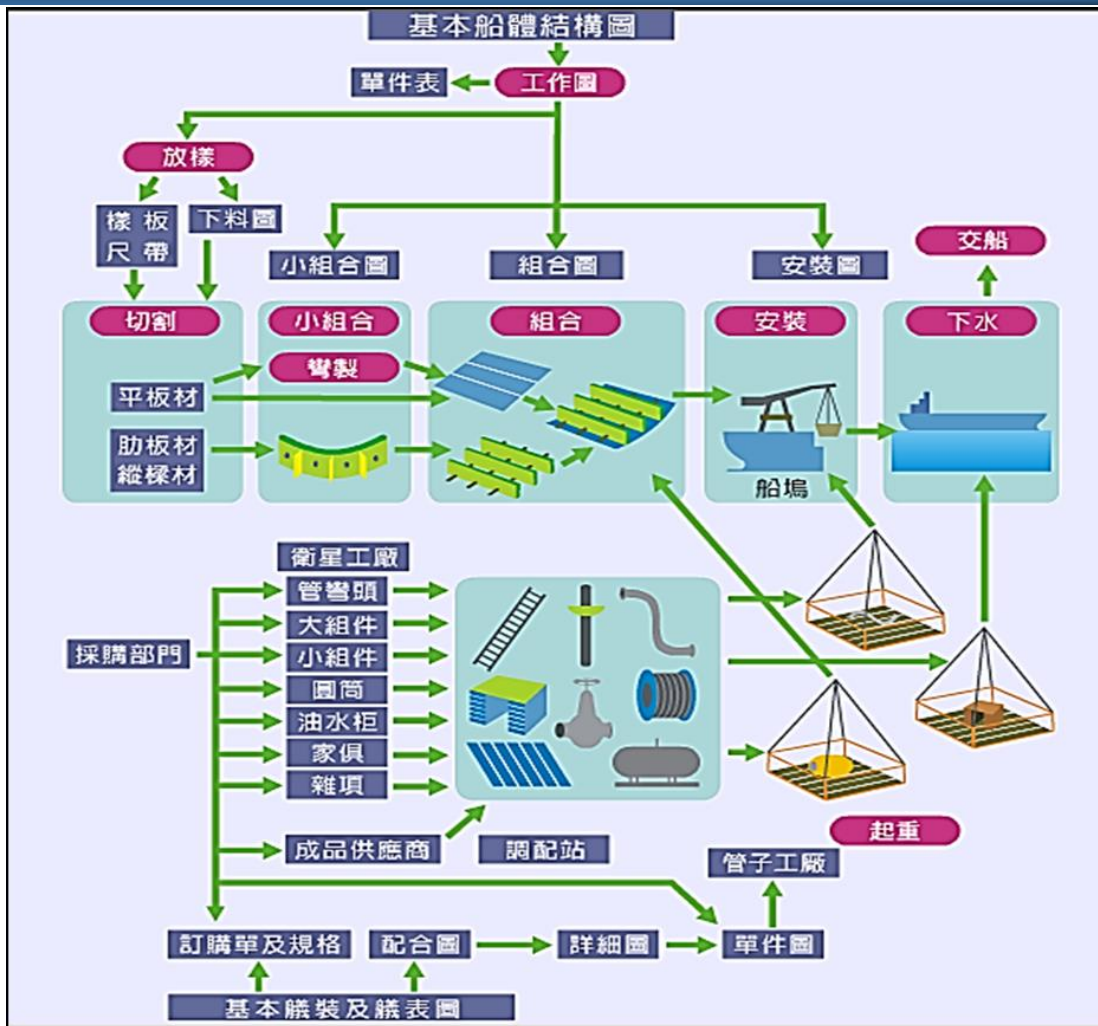 基本船體結構圖
單件表
工作圖
放樣
樣板
尺帶
下料圖
小組合圖
組合圖
安裝圖
交船
切割
小組合
組合
安裝
下水
彎製
平板材
肋板材
縱樑材
船塢
衛星工廠
管彎頭
大組件
採購部門
小組件
圓筒
油水柜
家俱
雜項
起重
成品供應商
調配站
管子工廠
訂購單及規格
配合圖
詳細圖
單件圖
基本艤裝及艤表圖